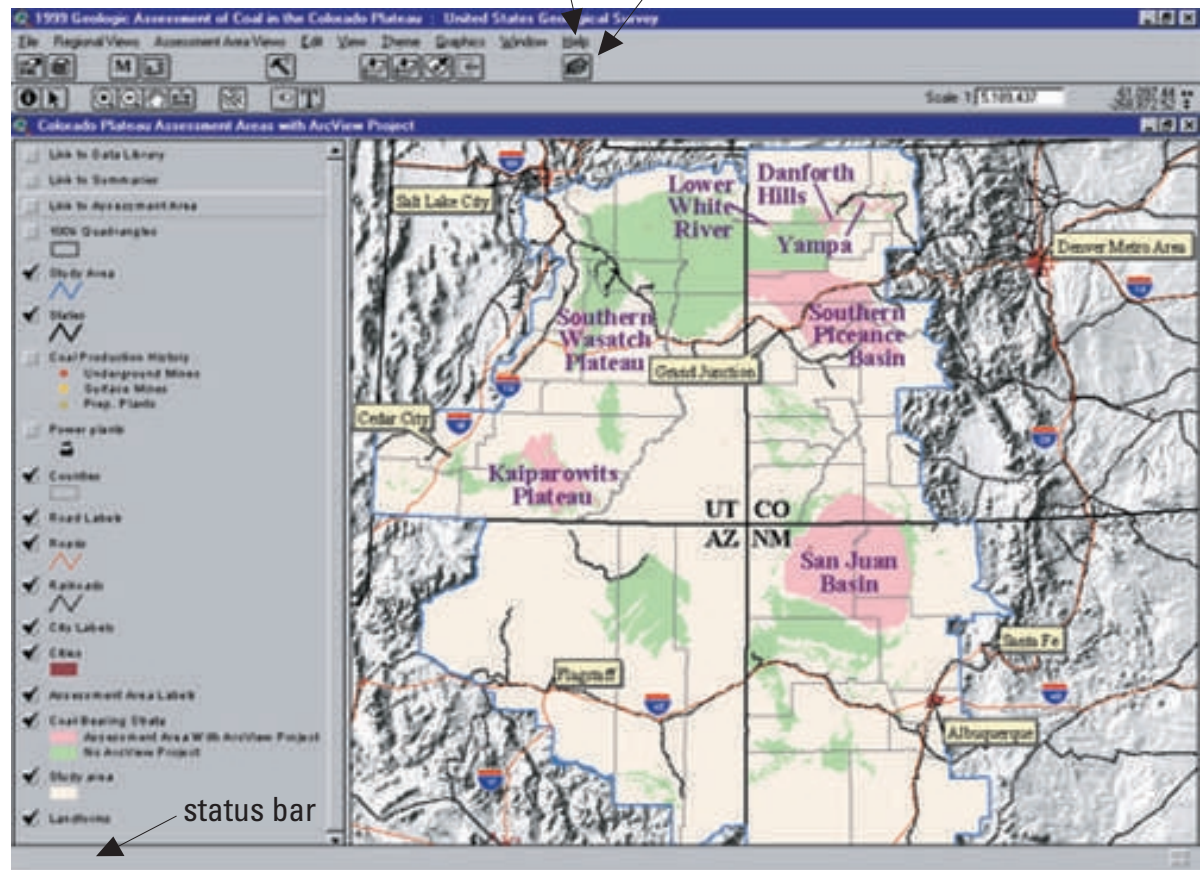 1999 Geologic Assessment of Coal in the Colorado Plateau : United States Geological Survey
File Regional Views Assessment Area Views Edit View Theme Graphics Window Help
M
T
Scale 1: 5,189,437
Colorado Plateau Assessment Areas with ArcView Project
Link to Data Library
Link to Summaries
Link to Assessment Area
100k Quadrangles
Study Area
States
Coal Production History
Underground Mines
Surface Mines
Prep. Plants
Power plants
Counties
Road Labels
Roads
Railroads
City Labels
Cities
Assessment Area Labels
Coal Bearing Strata
Assessment Area With ArcView Project
No ArcView Project
Study area
Landforms
status bar
Salt Lake City
Lower
White
River
Danforth
Hills
Yampa
Denver Metro Area
Southern
Wasatch
Plateau
Southern
Piceance
Basin
Grand Junction
Cedar City
Kaiparowits
Plateau
UT CO
AZ NM
San Juan
Basin
Santa Fe
Flagstaff
Albuquerque